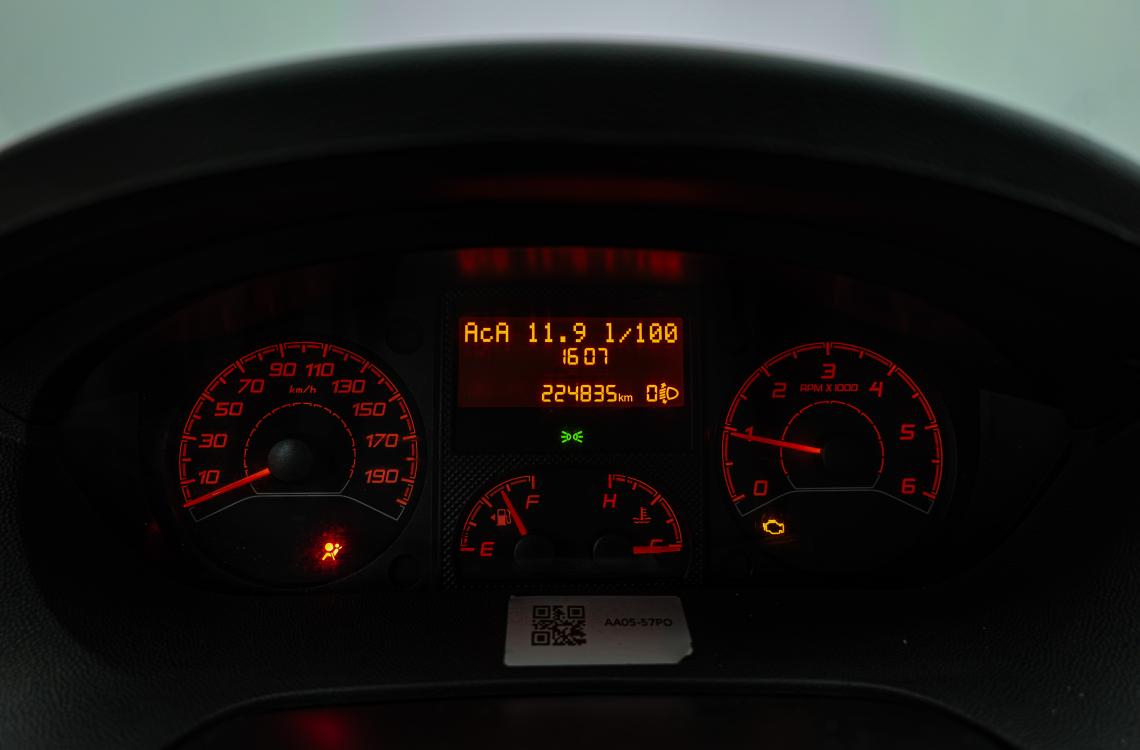 AcA 11.9 l/100
1607
224835km 0
10 30 50 70 90 110 130 150 170 190
km/h
0 1 2 3 4 5 6
RPM X 1000
E F
H C
AA05-57PO